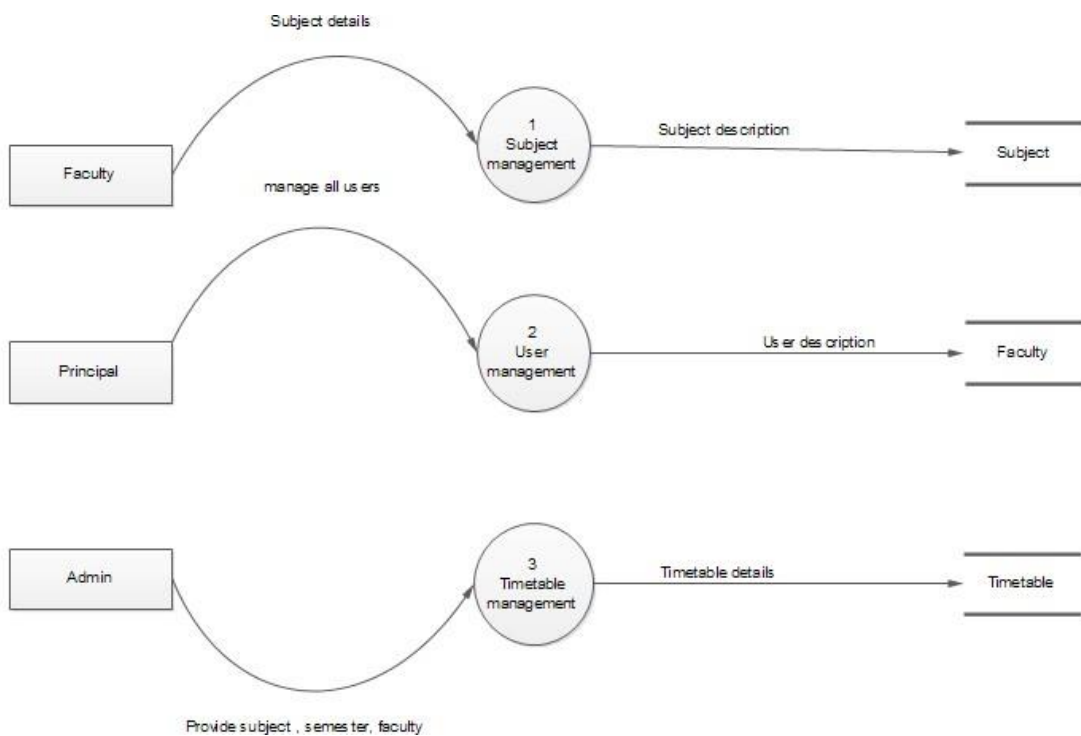 Subject details
1
Subject
management
Subject description
Subject
Faculty
manage all users
2
User
management
User description
Faculty
Principal
3
Timetable
management
Timetable details
Timetable
Admin
Provide subject , semester, faculty